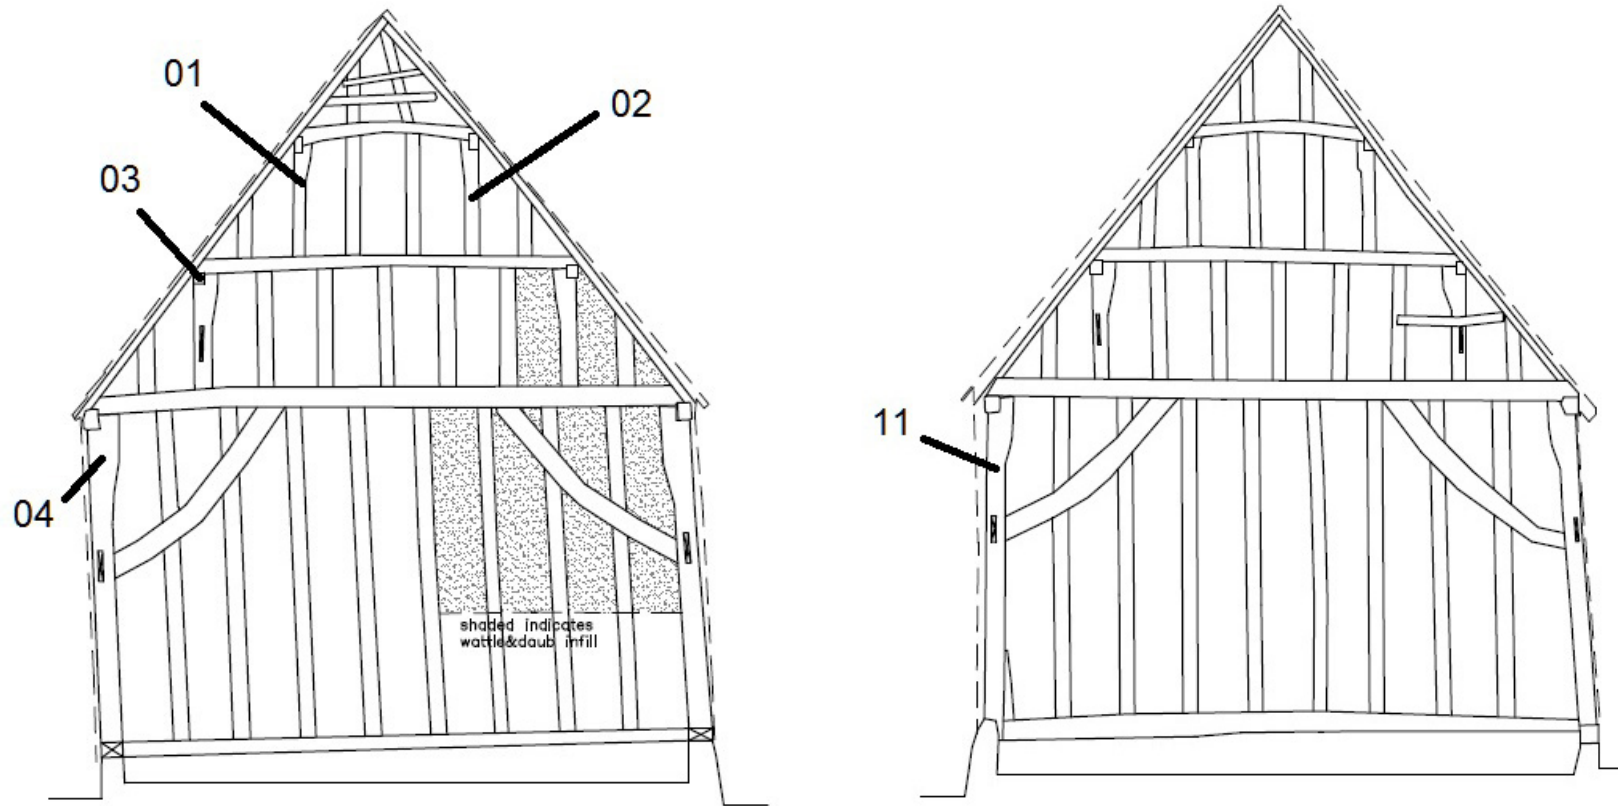 01
02
03
04
11
shaded indicates
wattle&daub infill